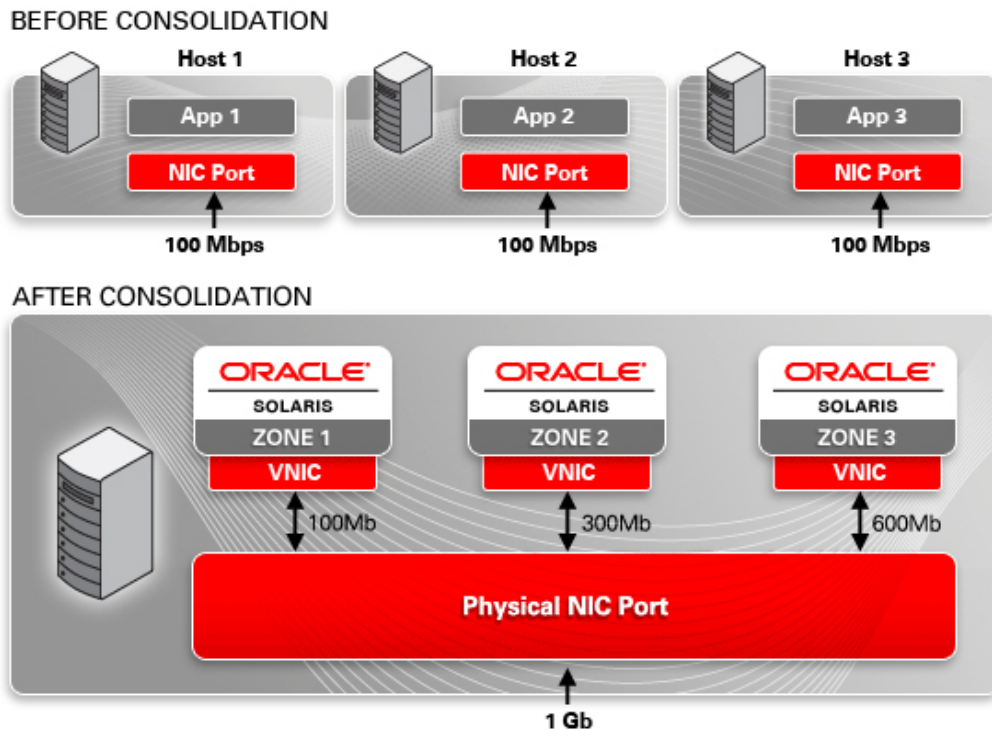 BEFORE CONSOLIDATION
Host 1
Host 2
Host 3
App 1
App 2
App 3
NIC Port
NIC Port
NIC Port
100 Mbps
100 Mbps
100 Mbps
AFTER CONSOLIDATION
ORACLE
ORACLE
ORACLE
SOLARIS
SOLARIS
SOLARIS
ZONE 1
ZONE 2
ZONE 3
VNIC
VNIC
VNIC
100Mb
300Mb
600Mb
Physical NIC Port
1 Gb